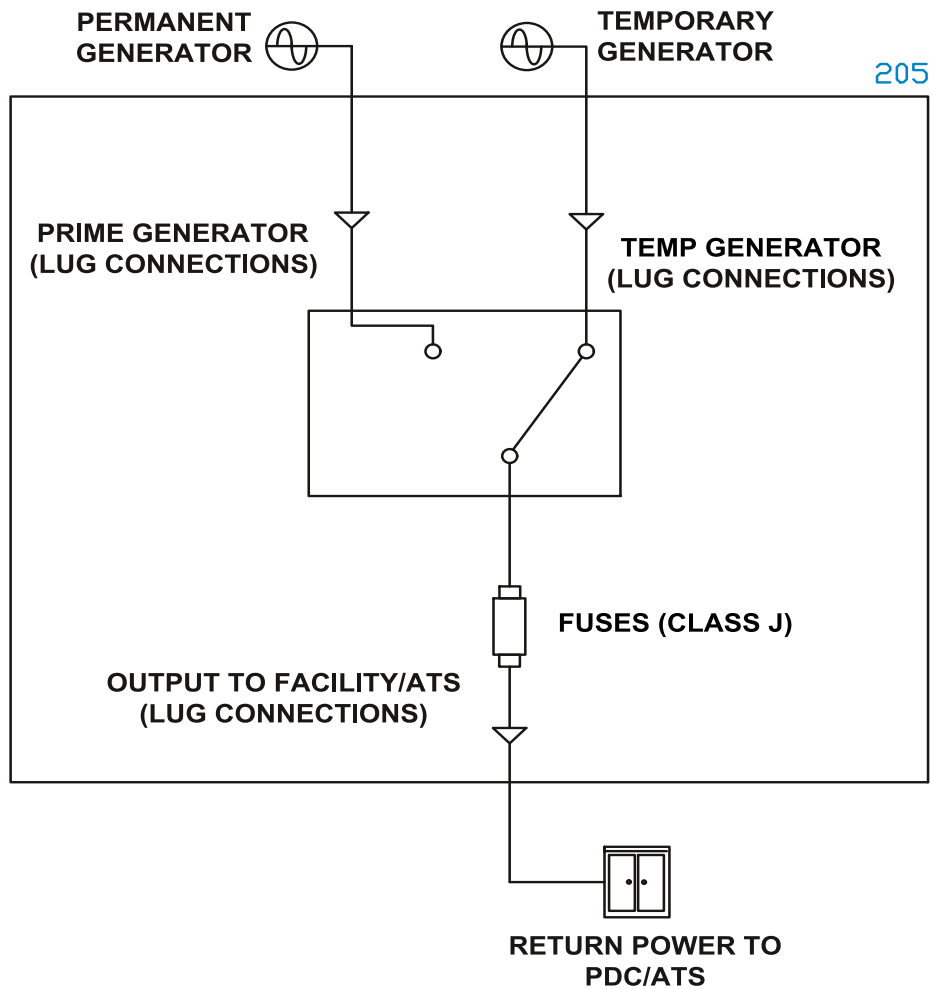 PERMANENT
GENERATOR
TEMPORARY
GENERATOR
205
PRIME GENERATOR
(LUG CONNECTIONS)
TEMP GENERATOR
(LUG CONNECTIONS)
FUSES (CLASS J)
OUTPUT TO FACILITY/ATS
(LUG CONNECTIONS)
RETURN POWER TO
PDC/ATS